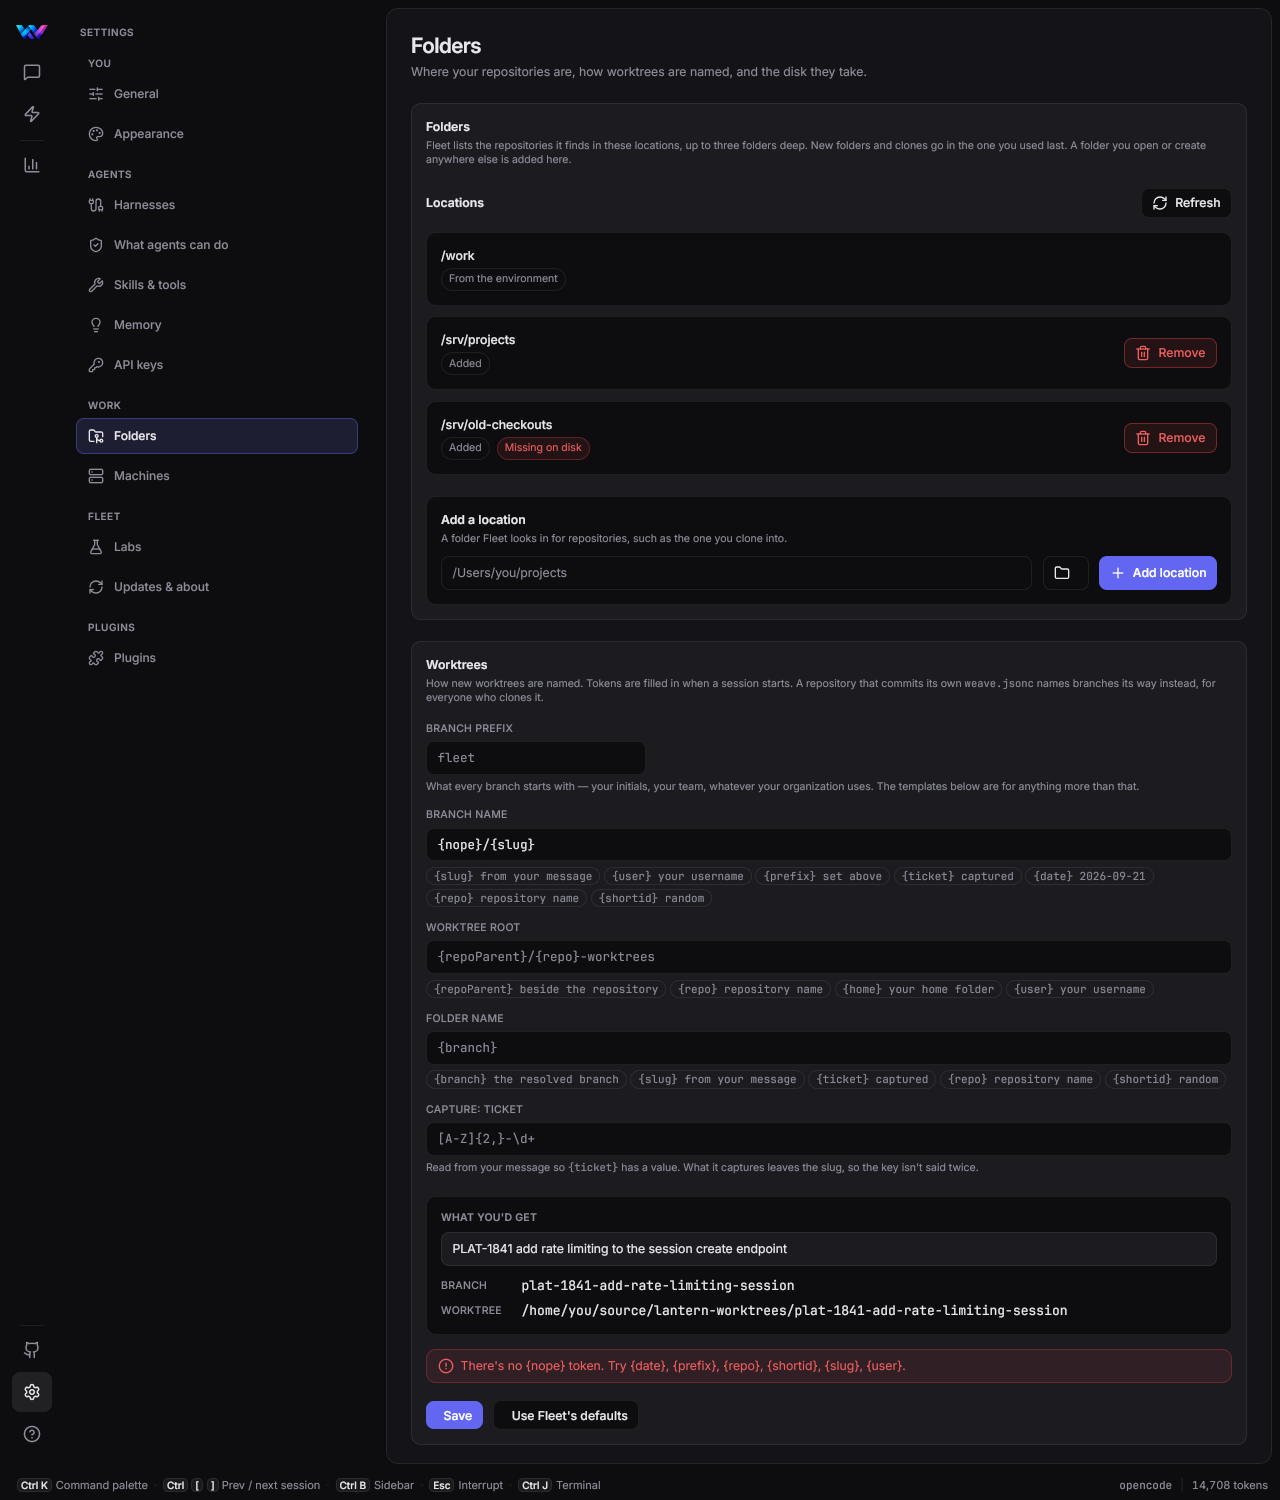 SETTINGS
YOU
General
Appearance
AGENTS
Harnesses
What agents can do
Skills & tools
Memory
API keys
WORK
Folders
Machines
FLEET
Labs
Updates & about
PLUGINS
Plugins
Folders
Where your repositories are, how worktrees are named, and the disk they take.
Folders
Fleet lists the repositories it finds in these locations, up to three folders deep. New folders and clones go in the one you used last. A folder you open or create
anywhere else is added here.
Locations
Refresh
/work
From the environment
/srv/projects
Added
Remove
/srv/old-checkouts
Added Missing on disk
Remove
Add a location
A folder Fleet looks in for repositories, such as the one you clone into.
/Users/you/projects
Add location
Worktrees
How new worktrees are named. Tokens are filled in when a session starts. A repository that commits its own weave.jsonc names branches its way instead, for
everyone who clones it.
BRANCH PREFIX
fleet
What every branch starts with — your initials, your team, whatever your organization uses. The templates below are for anything more than that.
BRANCH NAME
{nope}/{slug}
{slug} from your message {user} your username {prefix} set above {ticket} captured {date} 2026-09-21
{repo} repository name {shortid} random
WORKTREE ROOT
{repoParent}/{repo}-worktrees
{repoParent} beside the repository {repo} repository name {home} your home folder {user} your username
FOLDER NAME
{branch}
{branch} the resolved branch {slug} from your message {ticket} captured {repo} repository name {shortid} random
CAPTURE: TICKET
[A-Z]{2,}-\d+
Read from your message so {ticket} has a value. What it captures leaves the slug, so the key isn't said twice.
WHAT YOU'D GET
PLAT-1841 add rate limiting to the session create endpoint
BRANCH plat-1841-add-rate-limiting-session
WORKTREE /home/you/source/lantern-worktrees/plat-1841-add-rate-limiting-session
There's no {nope} token. Try {date}, {prefix}, {repo}, {shortid}, {slug}, {user}.
Save Use Fleet's defaults
Ctrl K Command palette · Ctrl [ ] Prev / next session · Ctrl B Sidebar · Esc Interrupt · Ctrl J Terminal
opencode 14,708 tokens